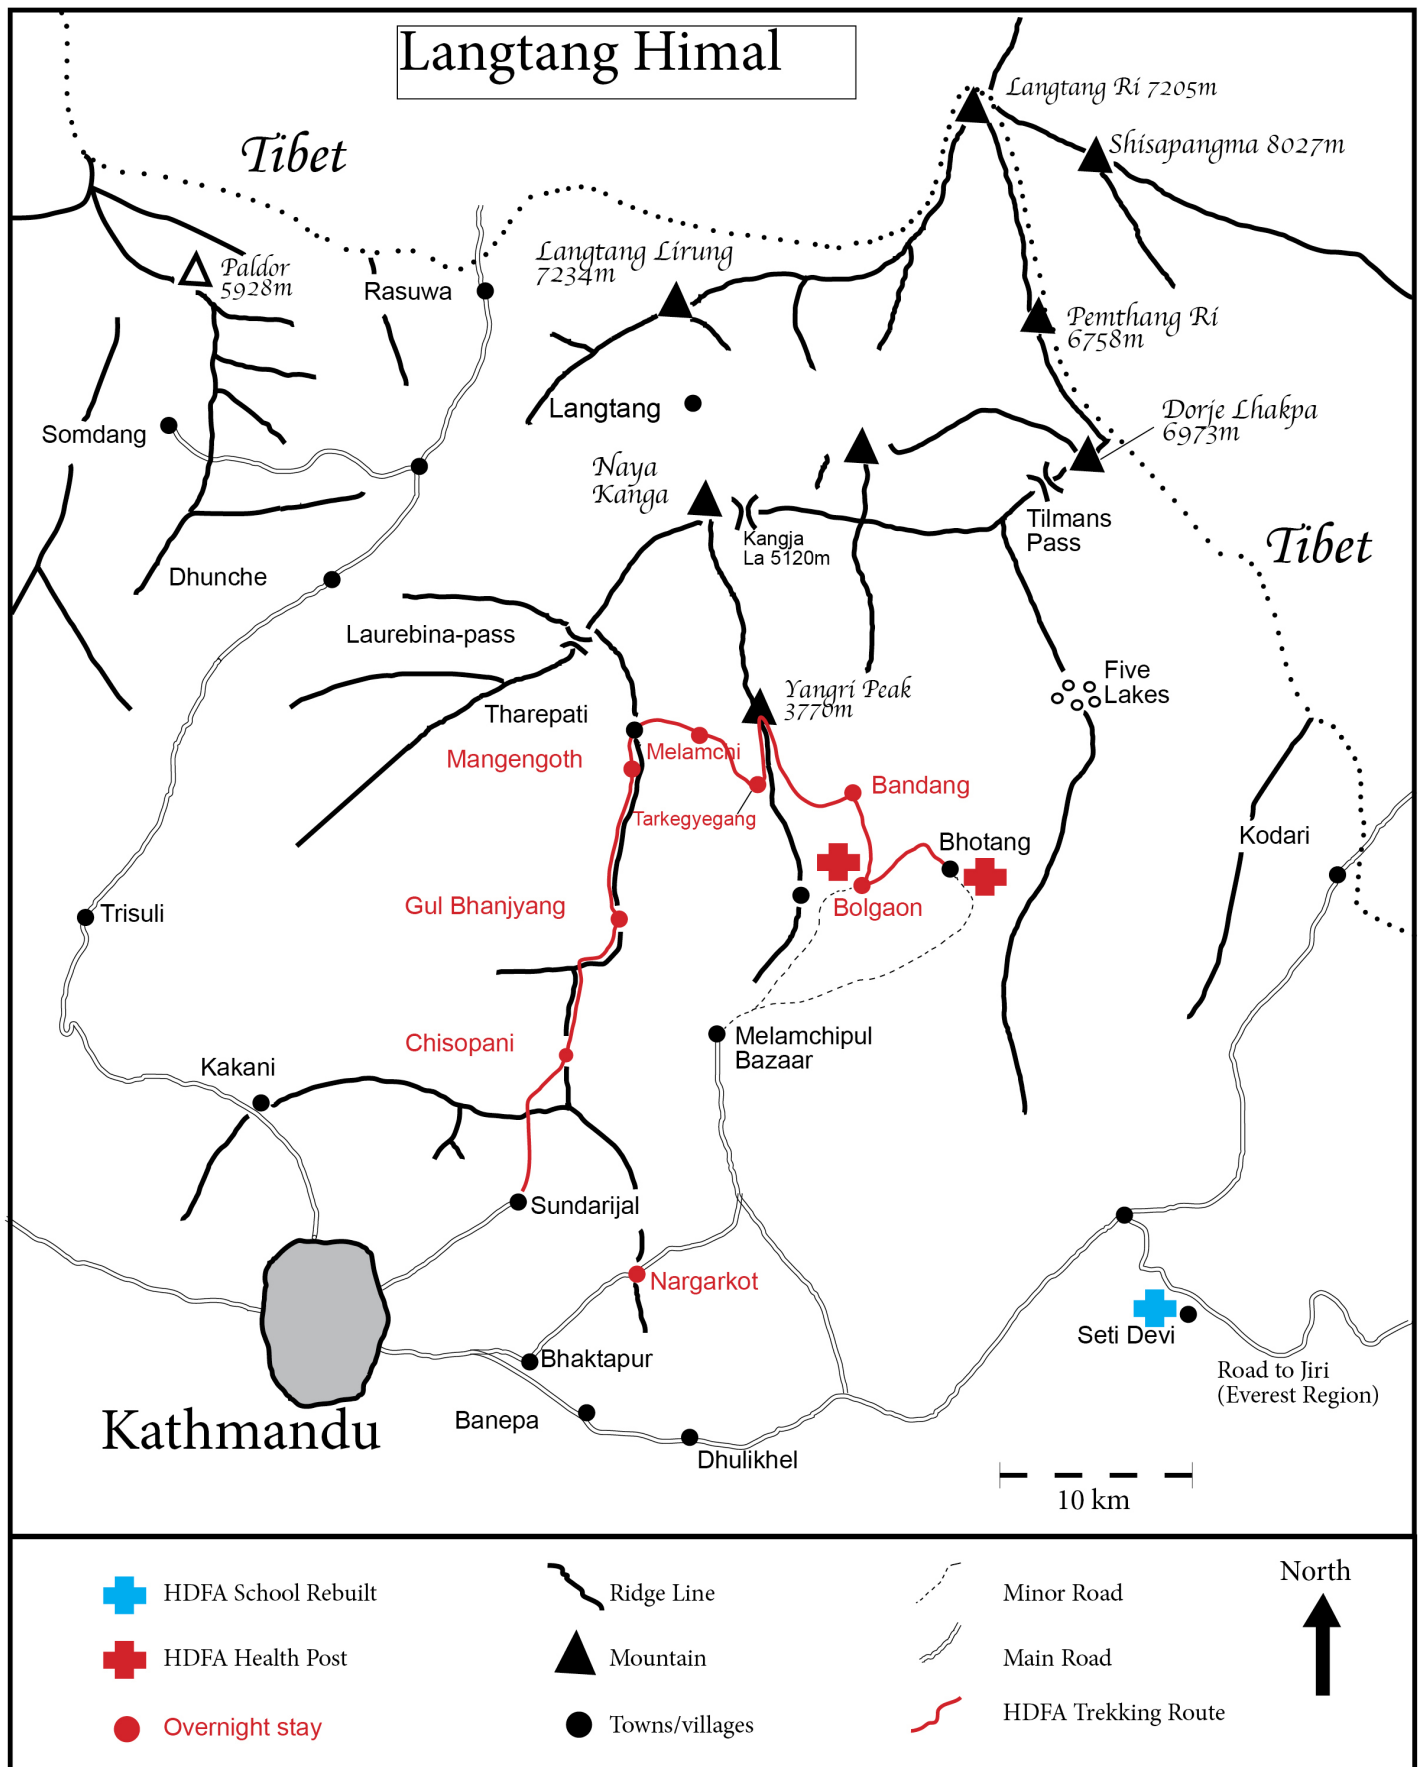 Langtang Himal
Langtang Ri 7205m
Tibet
Shisapangma 8027m
Langtang Lirung
7234m
Paldor
5928m
Rasuwa
Pemthang Ri
6758m
Langtang
Dorje Lhakpa
6973m
Somdang
Naya
Kanga
Tilmans
Pass
Tibet
Kangja
La 5120m
Dhunche
Laurebina-pass
Five
Lakes
Yangri Peak
3770m
Tharepati
Mangengoth
Melamchi
Bandang
Tarkegyegang
Bhotang
Kodari
Trisuli
Gul Bhanjyang
Bolgaon
Chisopani
Melamchipul
Bazaar
Kakani
Sundarijal
Nargarkot
Seti Devi
Bhaktapur
Road to Jiri
(Everest Region)
Kathmandu
Banepa
Dhulikhel
10 km
HDFA School Rebuilt
Ridge Line
Minor Road
North
HDFA Health Post
Mountain
Main Road
Overnight stay
Towns/villages
HDFA Trekking Route